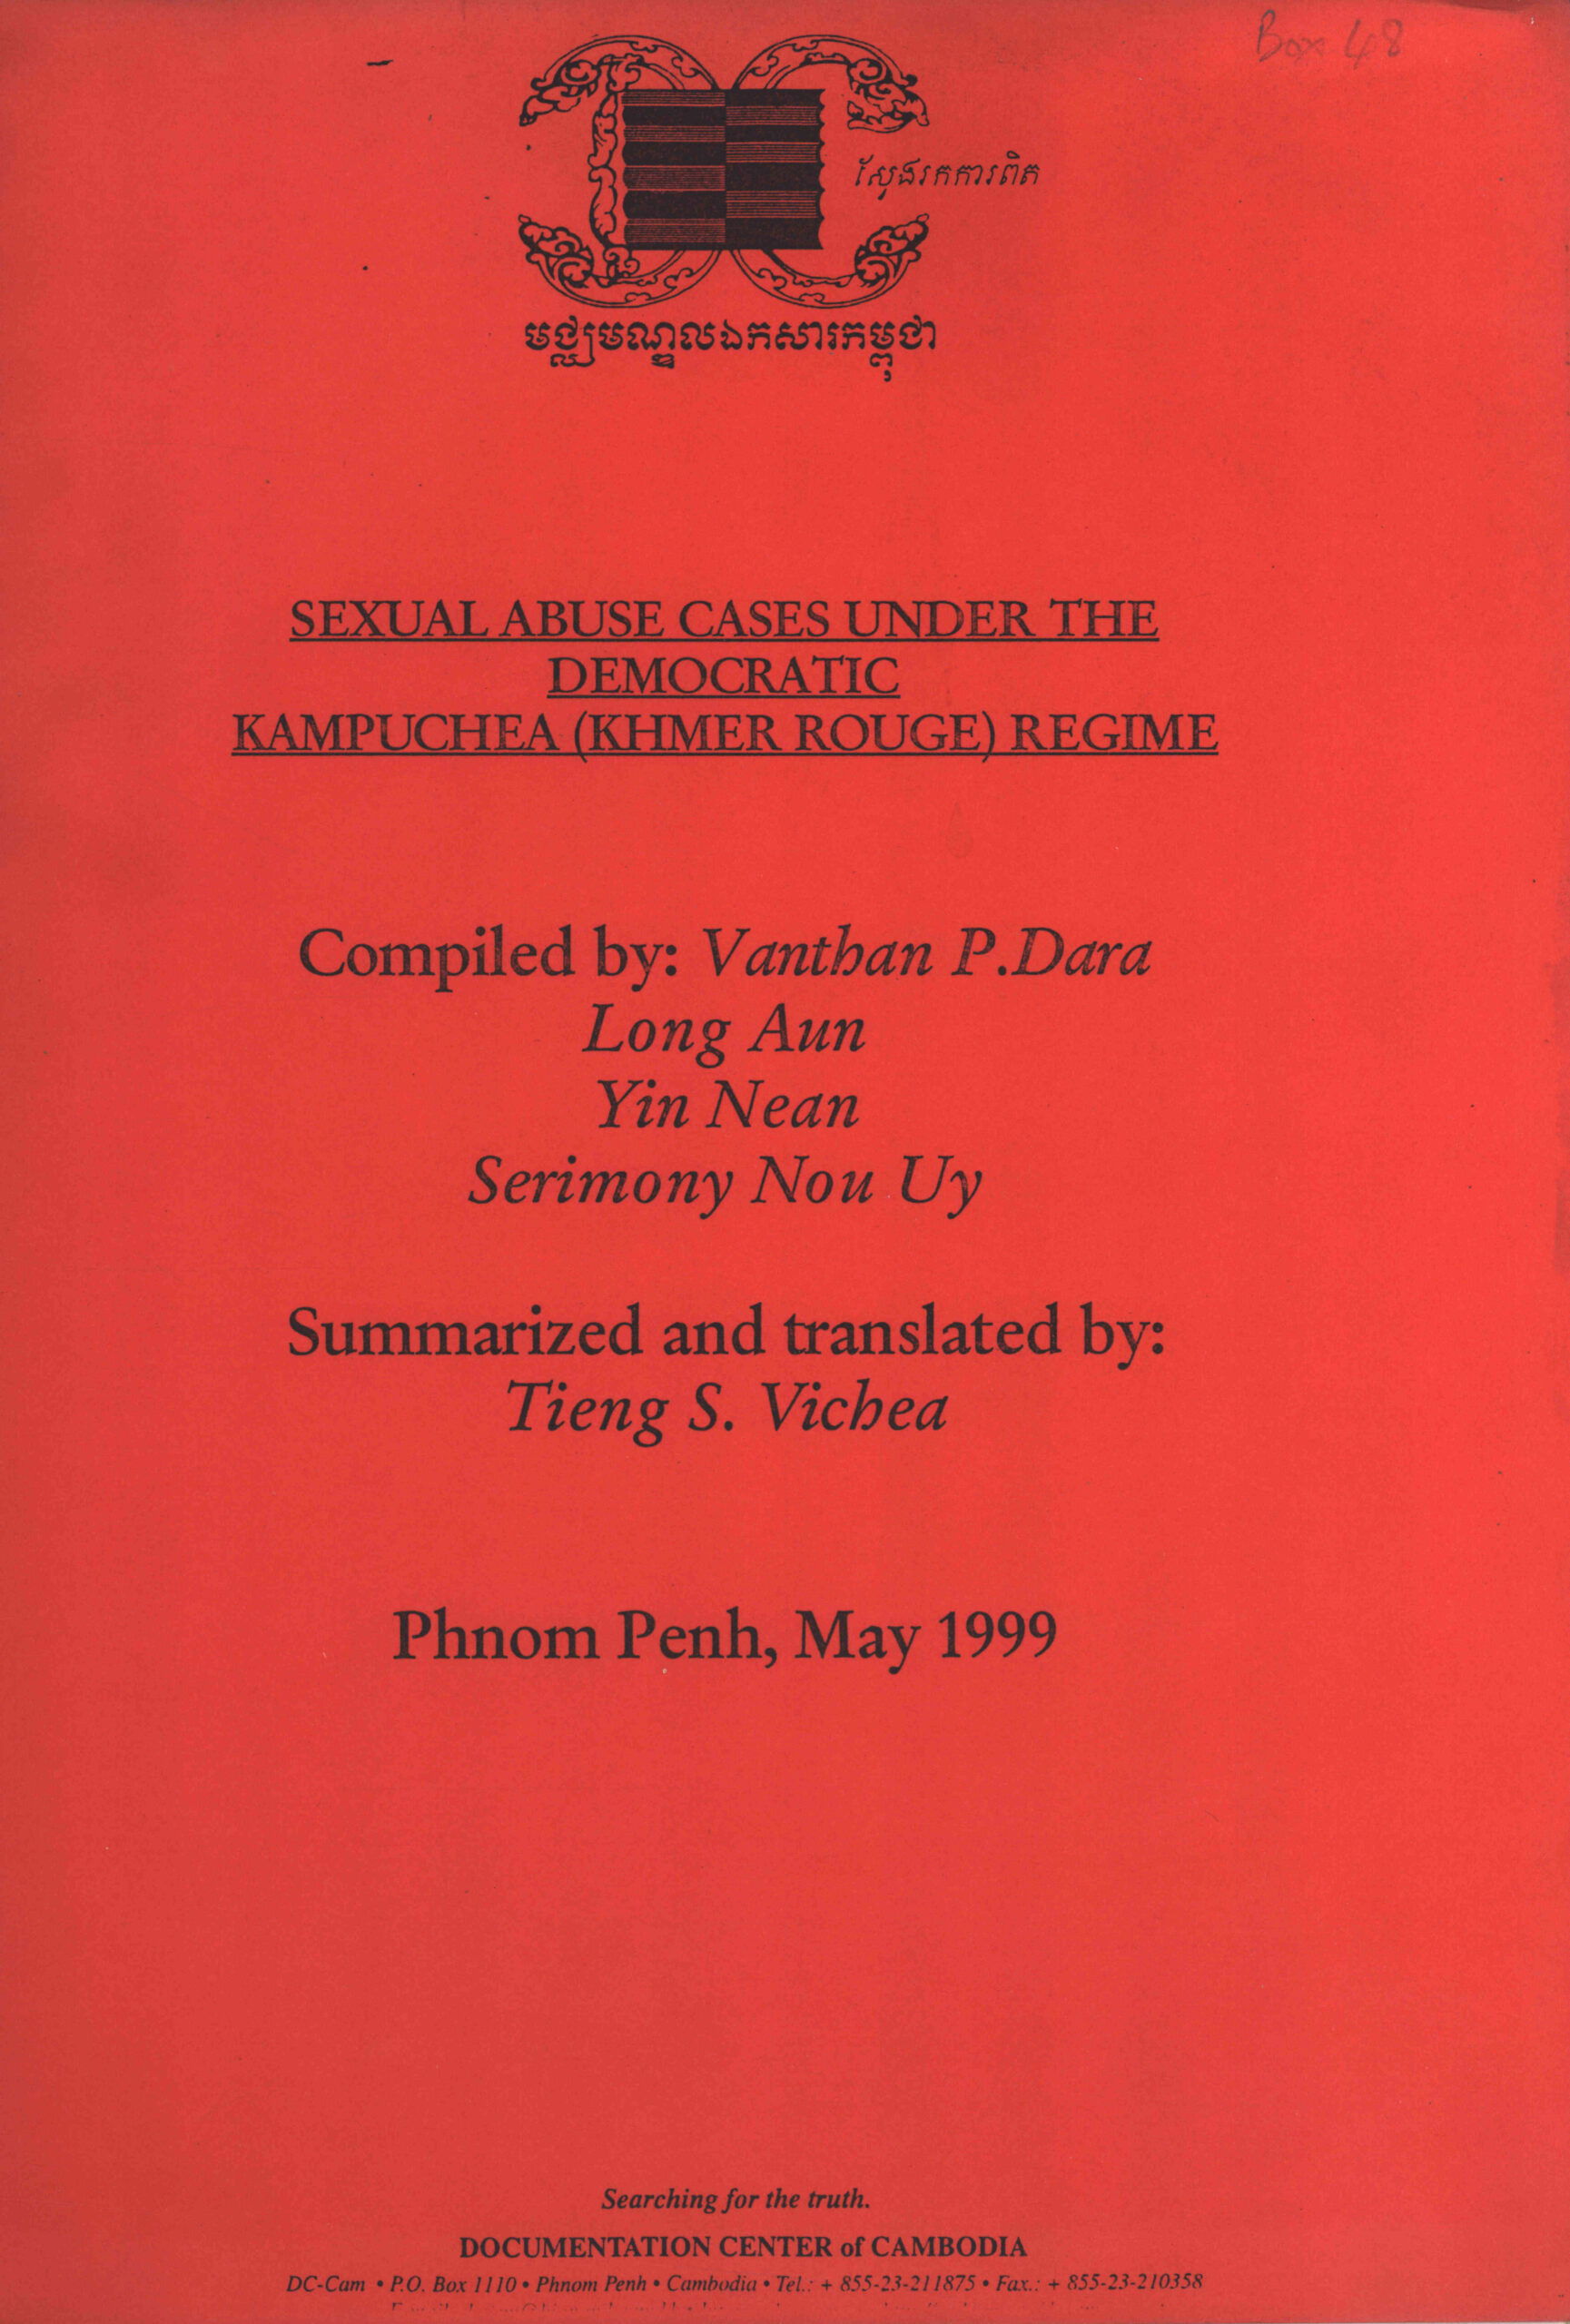 Box 48
ស្វែងរកការពិត
មជ្ឈមណ្ឌលឯកសារកម្ពុជា
SEXUAL ABUSE CASES UNDER THE
DEMOCRATIC
KAMPUCHEA (KHMER ROUGE) REGIME
Compiled by: Vanthan P.Dara
Long Aun
Yin Nean
Serimony Nou Uy
Summarized and translated by:
Tieng S. Vichea
Phnom Penh, May 1999
Searching for the truth.
DOCUMENTATION CENTER of CAMBODIA
DC-Cam • P.O. Box 1110 • Phnom Penh • Cambodia • Tel.: + 855-23-211875 • Fax.: + 855-23-210358